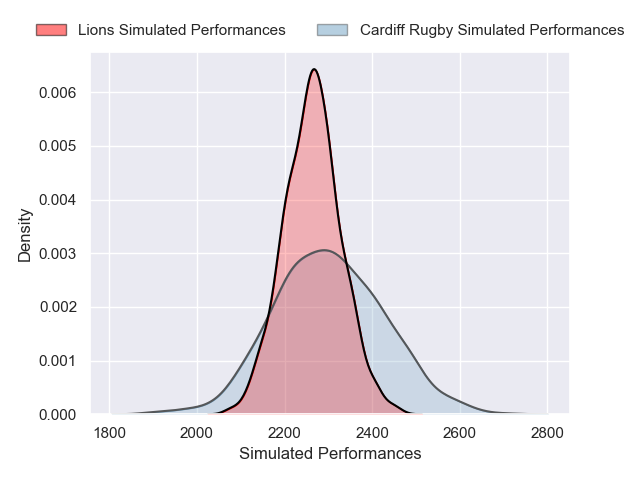 Lions Simulated Performances Cardiff Rugby Simulated Performances
0.006
0.005
0.004
0.003
0.002
0.001
0.000
Density
1800 2000 2200 2400 2600 2800
Simulated Performances